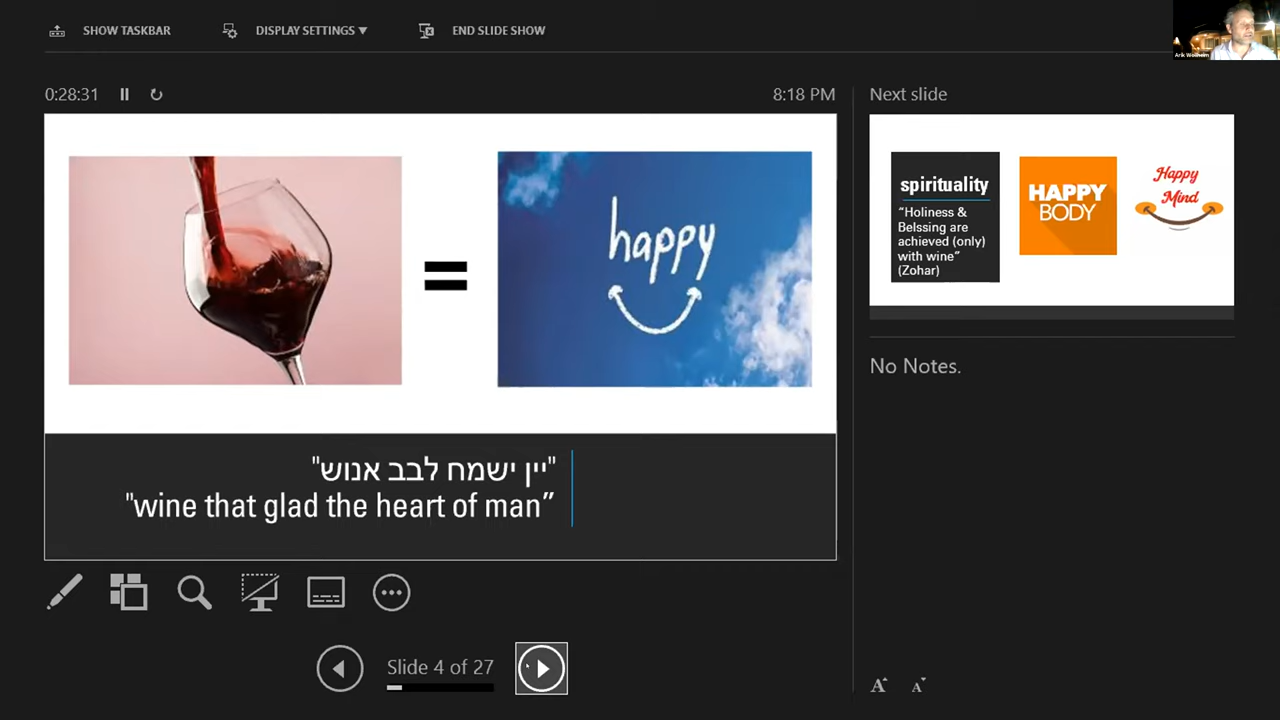 SHOW TASKBAR
DISPLAY SETTINGS ▼
END SLIDE SHOW
Arik Wollheim
0:28:31
8:18 PM
Next slide
happy
spirituality
“Holiness &
Belssing are
achieved (only)
with wine”
(Zohar)
HAPPY
BODY
Happy
Mind
No Notes.
"יין ישמח לבב אנוש"
"wine that glad the heart of man”
Slide 4 of 27
A
A